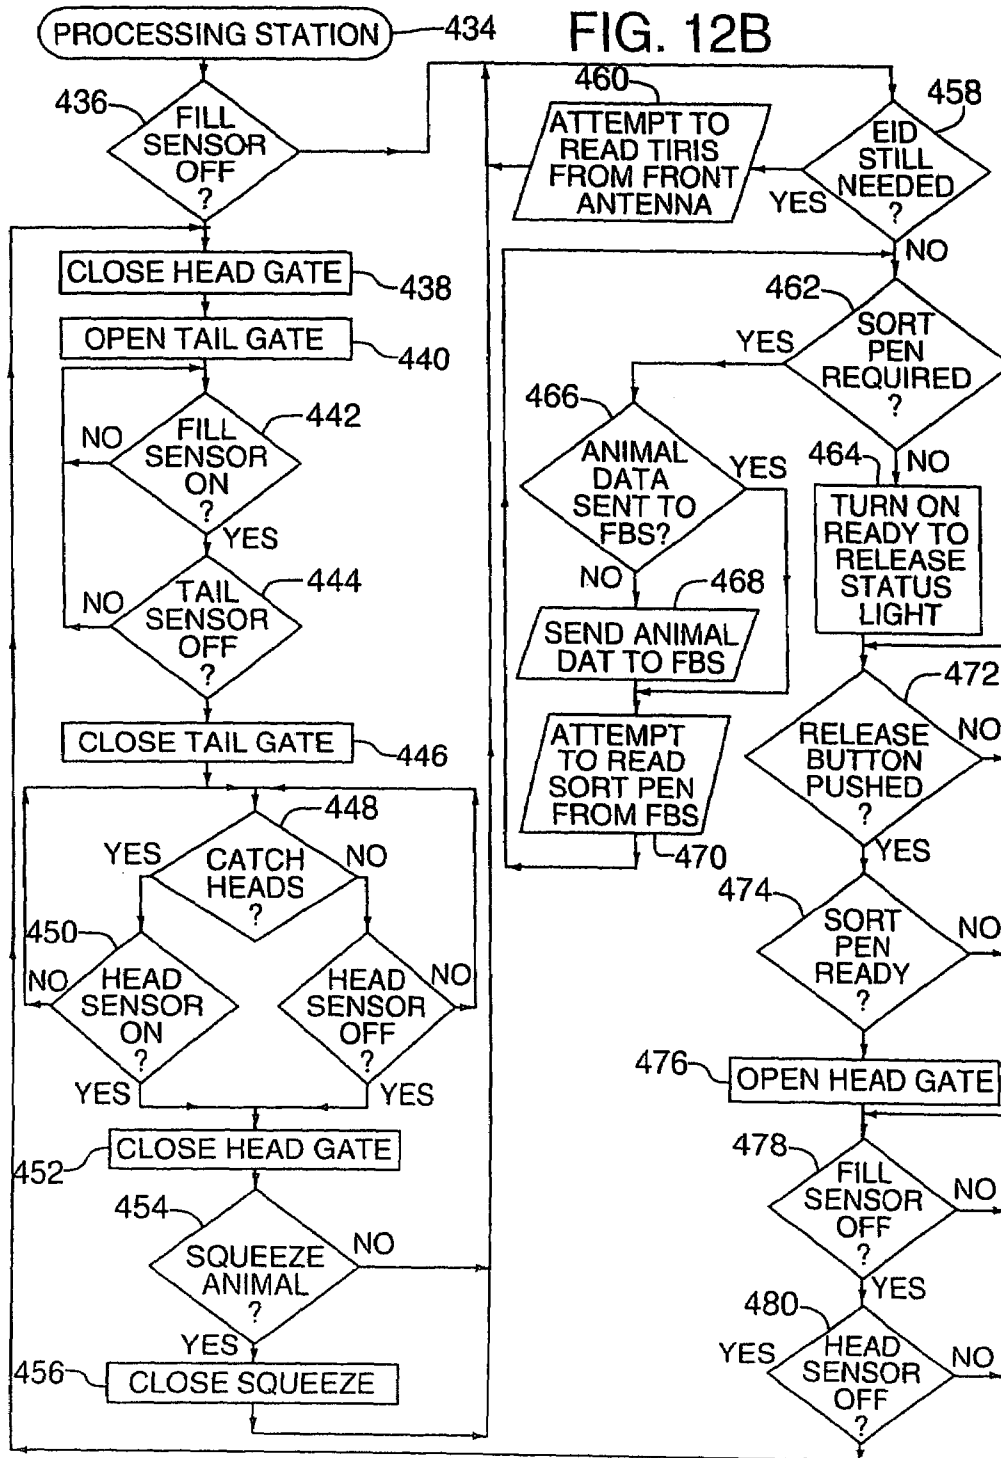 FIG. 12B
PROCESSING STATION
434
436
FILL
SENSOR
OFF
?
CLOSE HEAD GATE
438
OPEN TAIL GATE
440
442
FILL
SENSOR
ON
?
NO
YES
444
TAIL
SENSOR
OFF
?
NO
CLOSE TAIL GATE
446
448
CATCH
HEADS
?
YES
NO
450
HEAD
SENSOR
ON
?
NO
YES
HEAD
SENSOR
OFF
?
NO
YES
CLOSE HEAD GATE
452
454
SQUEEZE
ANIMAL
?
NO
YES
456
CLOSE SQUEEZE
458
EID
STILL
NEEDED
?
YES
NO
460
ATTEMPT TO
READ TIRIS
FROM FRONT
ANTENNA
462
SORT
PEN
REQUIRED
?
YES
NO
464
TURN ON
READY TO
RELEASE
STATUS
LIGHT
466
ANIMAL
DATA
SENT TO
FBS?
YES
NO
468
SEND ANIMAL
DAT TO FBS
ATTEMPT
TO READ
SORT PEN
FROM FBS
470
472
RELEASE
BUTTON
PUSHED
?
NO
YES
474
SORT
PEN
READY
?
NO
476
OPEN HEAD GATE
478
FILL
SENSOR
OFF
?
NO
YES
480
HEAD
SENSOR
OFF
?
YES
NO